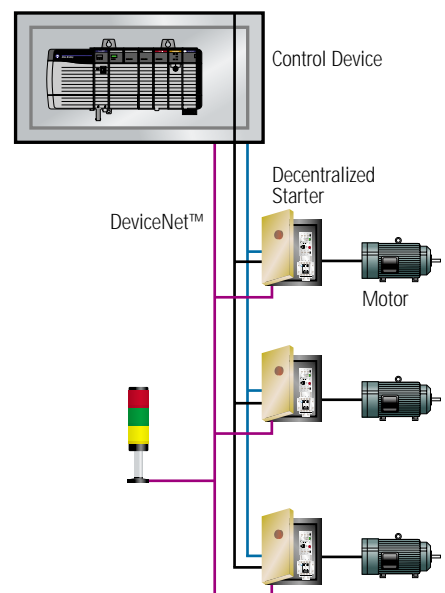 Control Device
Decentralized
Starter
DeviceNet™
Motor